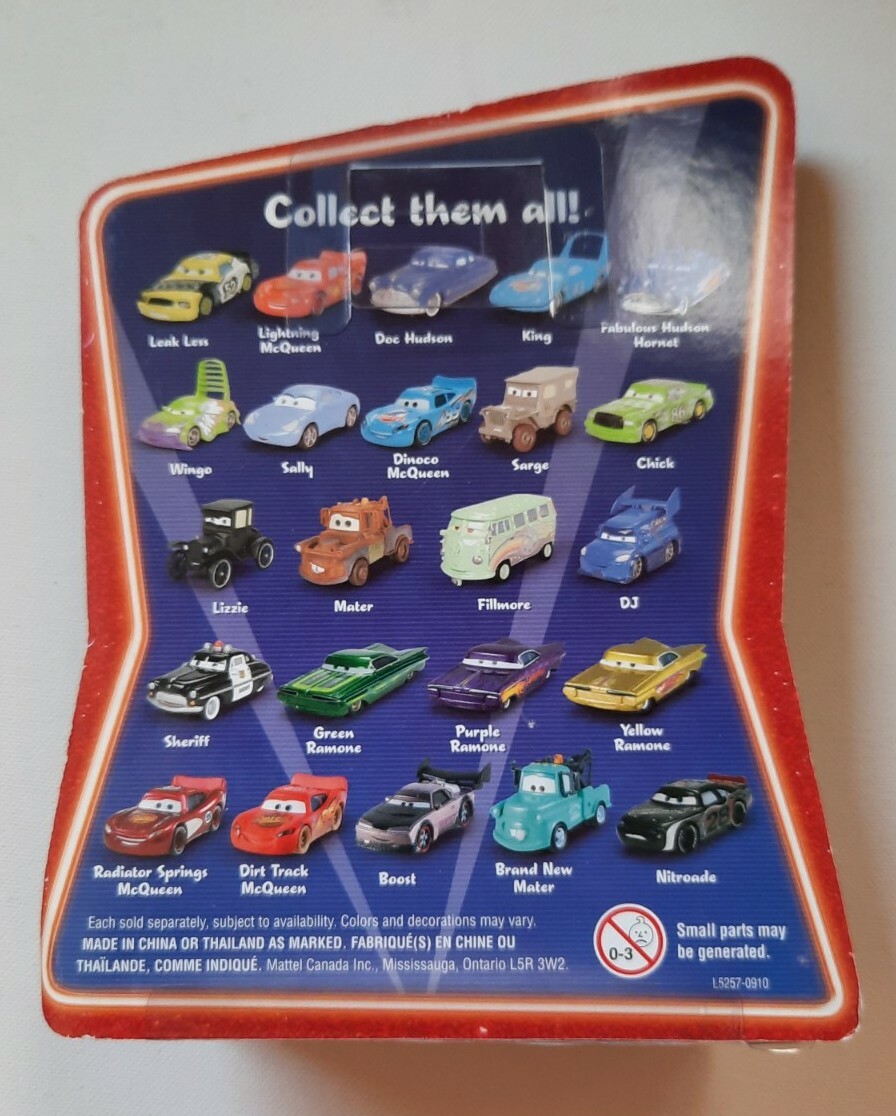 Collect them all!
52
Leak Less
Lightning
McQueen
Doc Hudson
King
Fabulous Hudson
Hornet
86
Wingo
Sally
Dinoco
McQueen
Sarge
Chick
Lizzie
Mater
Fillmore
DJ
Sheriff
Green
Ramone
Purple
Ramone
Yellow
Ramone
Radiator Springs
McQueen
Dirt Track
McQueen
Boost
Brand New
Mater
Nitroade
Each sold separately, subject to availability. Colors and decorations may vary.
MADE IN CHINA OR THAILAND AS MARKED. FABRIQUÉ(S) EN CHINE OU
THAÏLANDE, COMME INDIQUÉ. Mattel Canada Inc., Mississauga, Ontario L5R 3W2.
0-3
Small parts may
be generated.
L5257-0910